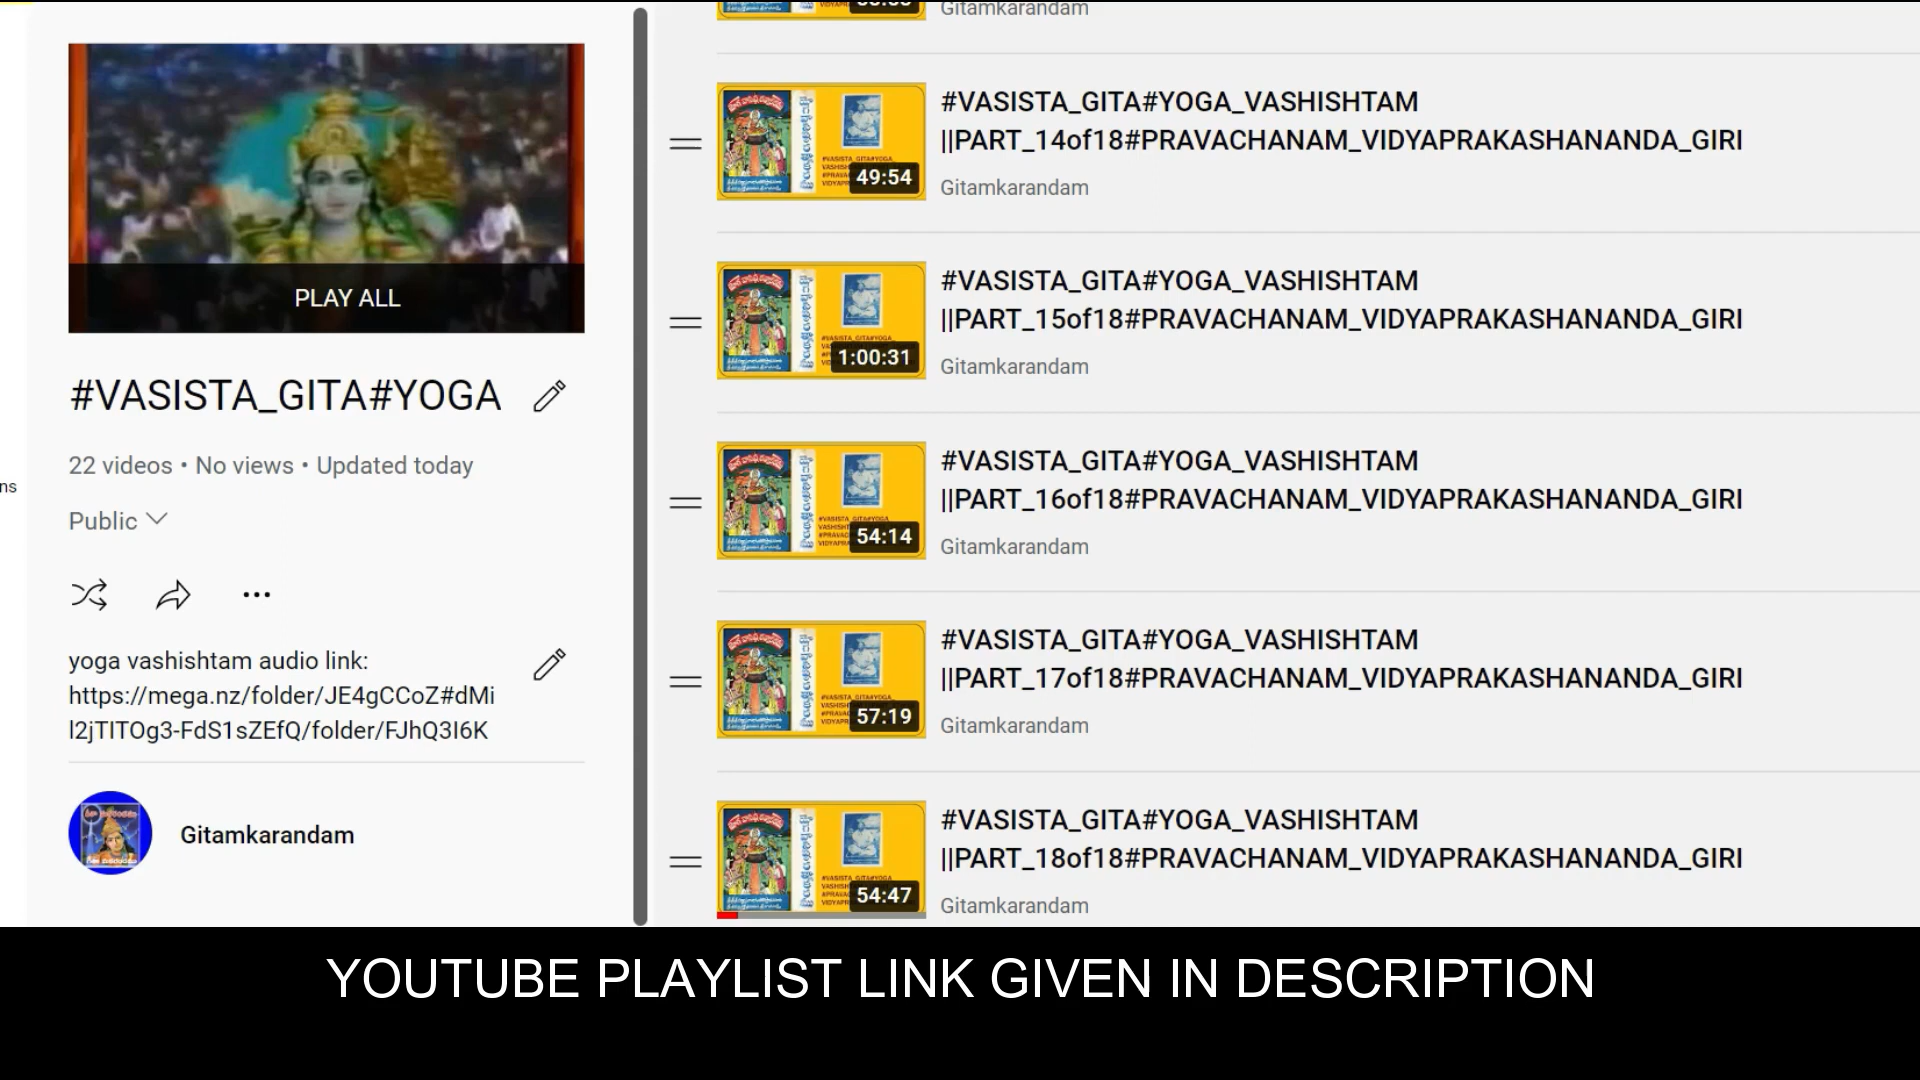 PLAY ALL
#VASISTA_GITA#YOGA
22 videos • No views • Updated today
ns
Public
yoga vashishtam audio link:
https://mega.nz/folder/JE4gCCoZ#dMi
l2jTITOg3-FdS1sZEfQ/folder/FJhQ3I6K
Gitamkarandam
Gitamkarandam
#VASISTA_GITA#YOGA_VASHISHTAM
||PART_14of18#PRAVACHANAM_VIDYAPRAKASHANANDA_GIRI
49:54
Gitamkarandam
#VASISTA_GITA#YOGA_VASHISHTAM
||PART_15of18#PRAVACHANAM_VIDYAPRAKASHANANDA_GIRI
1:00:31
Gitamkarandam
#VASISTA_GITA#YOGA_VASHISHTAM
||PART_16of18#PRAVACHANAM_VIDYAPRAKASHANANDA_GIRI
54:14
Gitamkarandam
#VASISTA_GITA#YOGA_VASHISHTAM
||PART_17of18#PRAVACHANAM_VIDYAPRAKASHANANDA_GIRI
57:19
Gitamkarandam
#VASISTA_GITA#YOGA_VASHISHTAM
||PART_18of18#PRAVACHANAM_VIDYAPRAKASHANANDA_GIRI
54:47
Gitamkarandam
YOUTUBE PLAYLIST LINK GIVEN IN DESCRIPTION